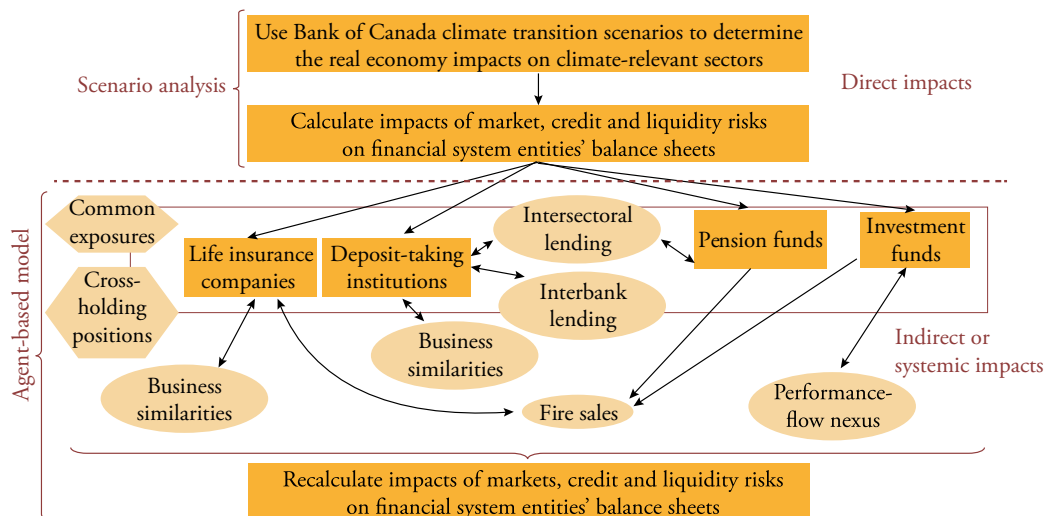 Use Bank of Canada climate transition scenarios to determine
the real economy impacts on climate-relevant sectors
Scenario analysis
Direct impacts
Calculate impacts of market, credit and liquidity risks
on financial system entities’ balance sheets
Agent-based model
Common
exposures
Cross-
holding
positions
Life insurance
companies
Deposit-taking
institutions
Intersectoral
lending
Interbank
lending
Pension funds
Investment
funds
Business
similarities
Business
similarities
Fire sales
Performance-
flow nexus
Indirect or
systemic impacts
Recalculate impacts of markets, credit and liquidity risks
on financial system entities’ balance sheets